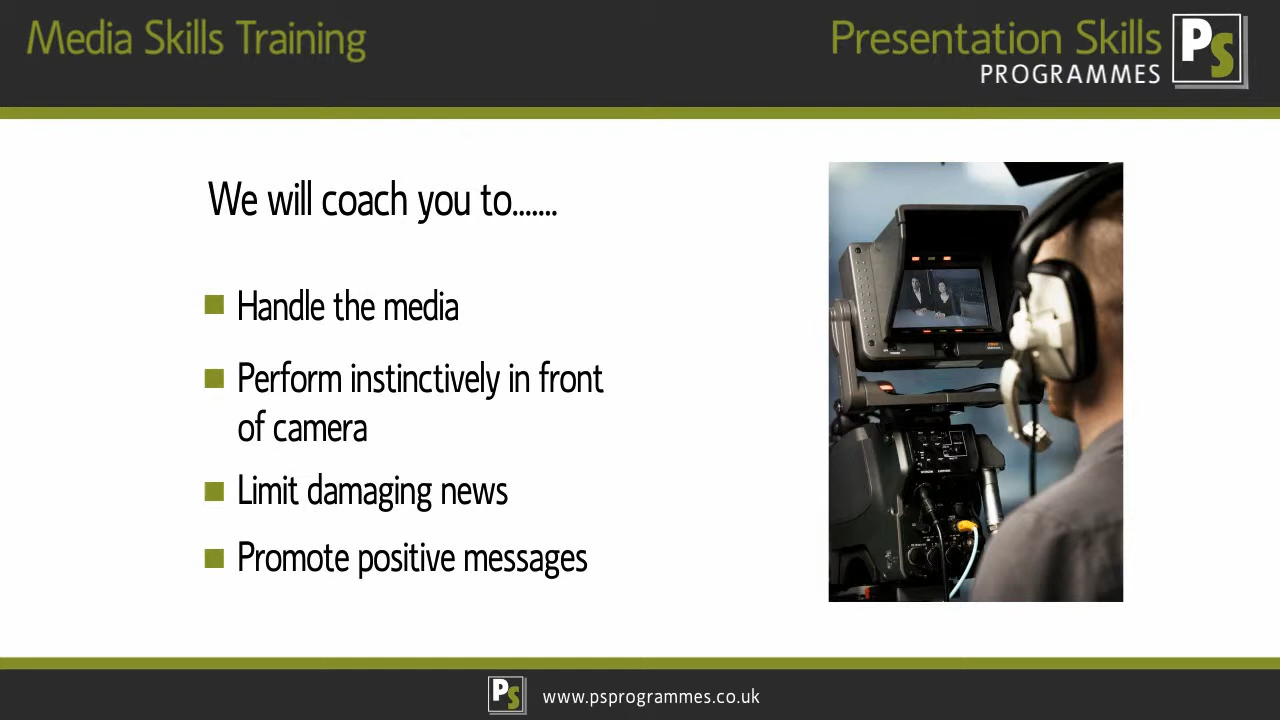 Media Skills Training
Presentation Skills
PROGRAMMES
PS
We will coach you to.......
Handle the media
Perform instinctively in front
of camera
Limit damaging news
Promote positive messages
PS
www.psprogrammes.co.uk